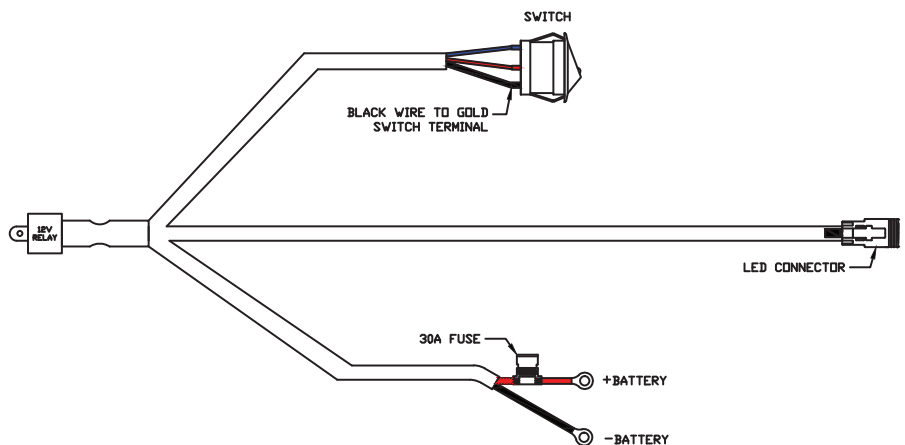 SWITCH
BLACK WIRE TO GOLD
SWITCH TERMINAL
12V
RELAY
LED CONNECTOR
30A FUSE
+BATTERY
-BATTERY